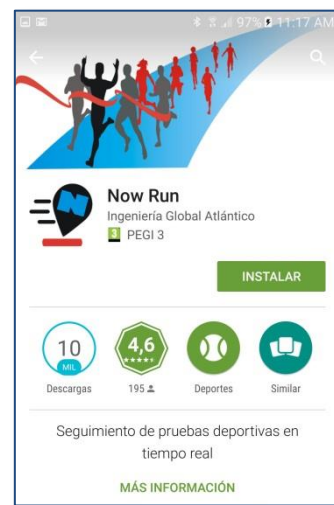 97% 11:17 AM
Now Run
Ingeniería Global Atlántico
3 PEGI 3
INSTALAR
10
MIL
4,6
Descargas
195
Deportes
Similar
Seguimiento de pruebas deportivas en
tiempo real
MÁS INFORMACIÓN
N